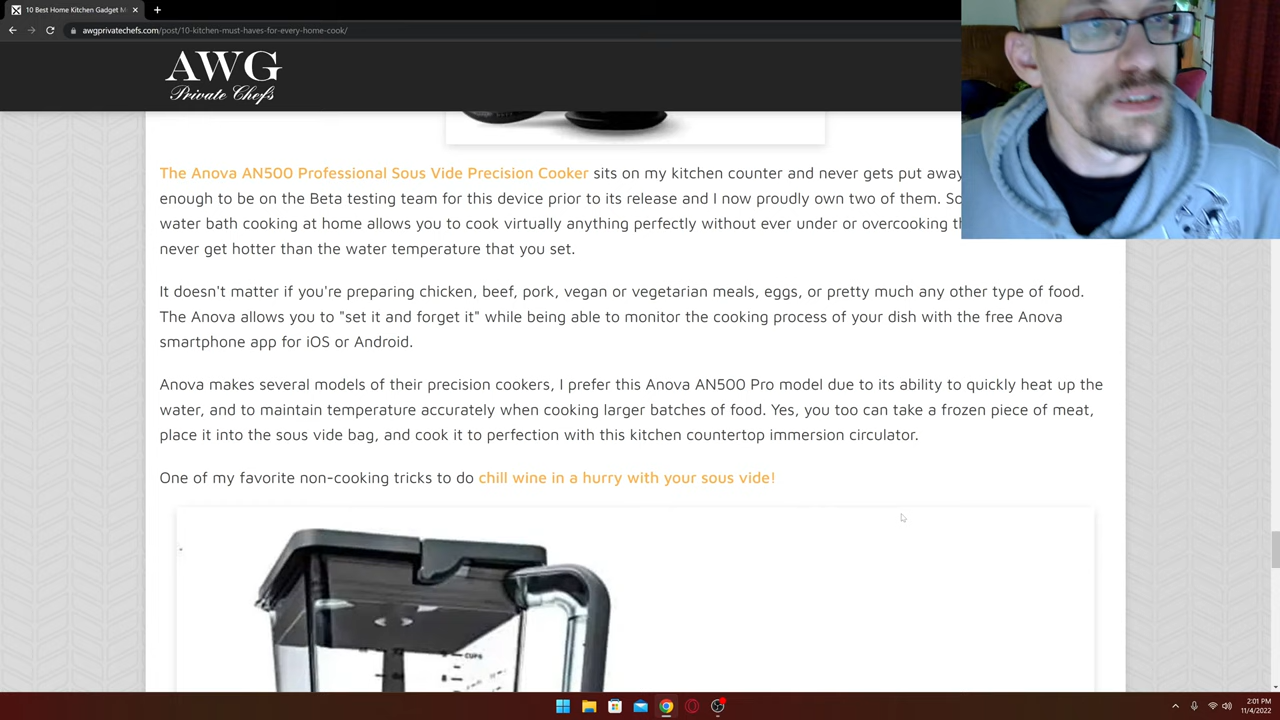 10 Best Home Kitchen Gadget M
awgprivatechefs.com/post/10-kitchen-must-haves-for-every-home-cook/
AWG
Private Chefs
The Anova AN500 Professional Sous Vide Precision Cooker sits on my kitchen counter and never gets put away
enough to be on the Beta testing team for this device prior to its release and I now proudly own two of them. So
water bath cooking at home allows you to cook virtually anything perfectly without ever under or overcooking th
never get hotter than the water temperature that you set.
It doesn't matter if you're preparing chicken, beef, pork, vegan or vegetarian meals, eggs, or pretty much any other type of food.
The Anova allows you to "set it and forget it" while being able to monitor the cooking process of your dish with the free Anova
smartphone app for iOS or Android.
Anova makes several models of their precision cookers, I prefer this Anova AN500 Pro model due to its ability to quickly heat up the
water, and to maintain temperature accurately when cooking larger batches of food. Yes, you too can take a frozen piece of meat,
place it into the sous vide bag, and cook it to perfection with this kitchen countertop immersion circulator.
One of my favorite non-cooking tricks to do chill wine in a hurry with your sous vide!
CUPS
2:01 PM
11/4/2022